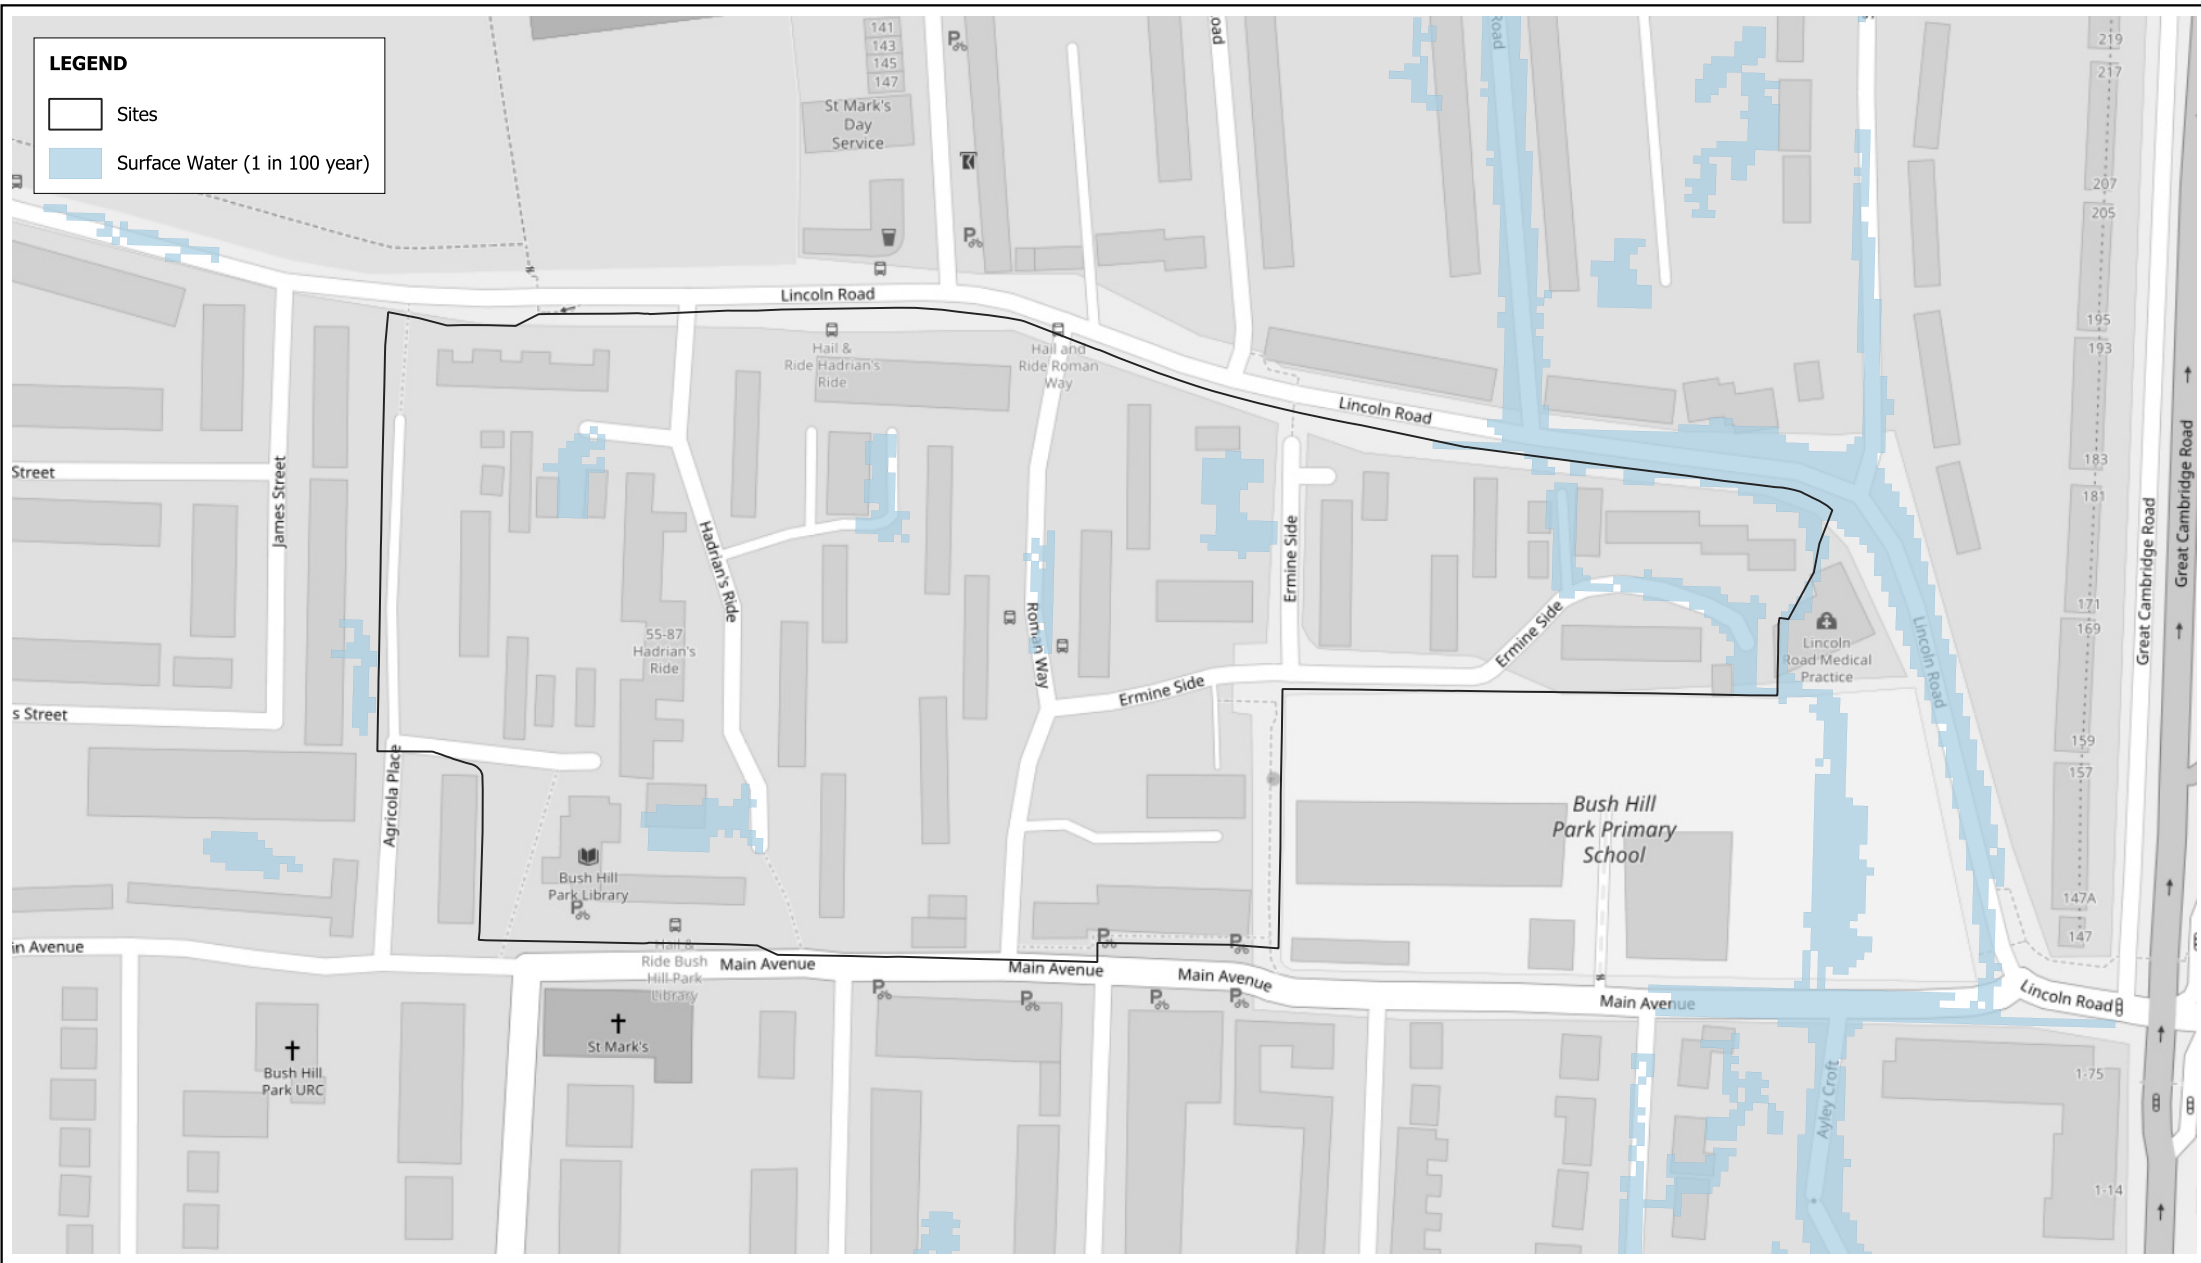 LEGEND
Sites
Surface Water (1 in 100 year)
141
143
145
147
St Mark's
Day
Service
oad
Road
219
217
207
205
195
193
183
181
171
169
159
157
147A
147
Lincoln Road
Hail &
Ride Hadrian's
Ride
Hail and
Ride Roman
Way
Lincoln Road
Street
James Street
Hadrian's Ride
55-87
Hadrian's
Ride
Roman Way
Ermine Side
Ermine Side
Ermine Side
Lincoln
Road Medical
Practice
Lincoln Road
Great Cambridge Road
Great Cambridge Road
s Street
Agricola Place
Bush Hill
Park Primary
School
Bush Hill
Park Library
in Avenue
Hail &
Ride Bush
Hill Park
Library
Main Avenue
Main Avenue
Main Avenue
Main Avenue
Lincoln Road
St Mark's
Bush Hill
Park URC
Ayley Croft
1-75
1-14